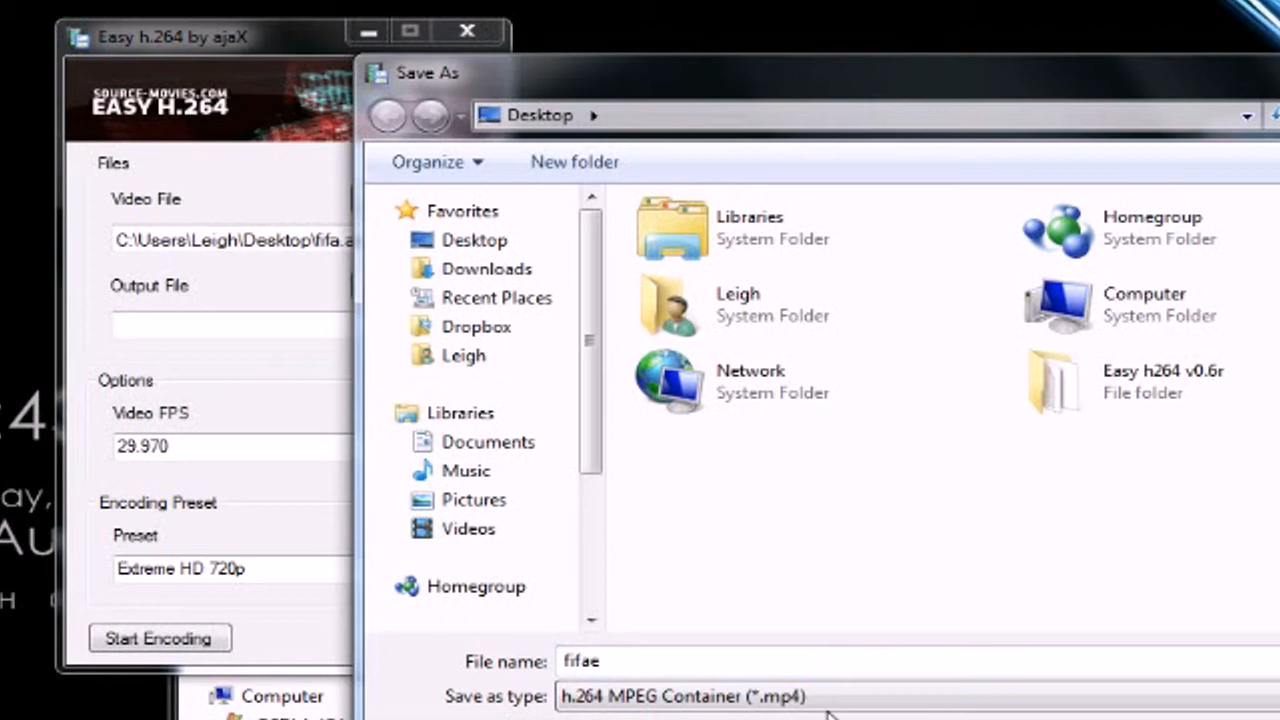 Easy h.264 by ajaX
SOURCE-MOVIES.COM
EASY H.264
Files
Video File
C:\Users\Leigh\Desktop\fifa.a
Output File
Options
Video FPS
29.970
Encoding Preset
Preset
Extreme HD 720p
Start Encoding
Save As
Desktop
Organize
New folder
Favorites
Desktop
Downloads
Recent Places
Dropbox
Leigh
Libraries
Documents
Music
Pictures
Videos
Homegroup
Libraries
System Folder
Homegroup
System Folder
Leigh
System Folder
Computer
System Folder
Network
System Folder
Easy h264 v0.6r
File folder
File name: fifae
Save as type: h.264 MPEG Container (*.mp4)
24
ay,
Au
H
Computer